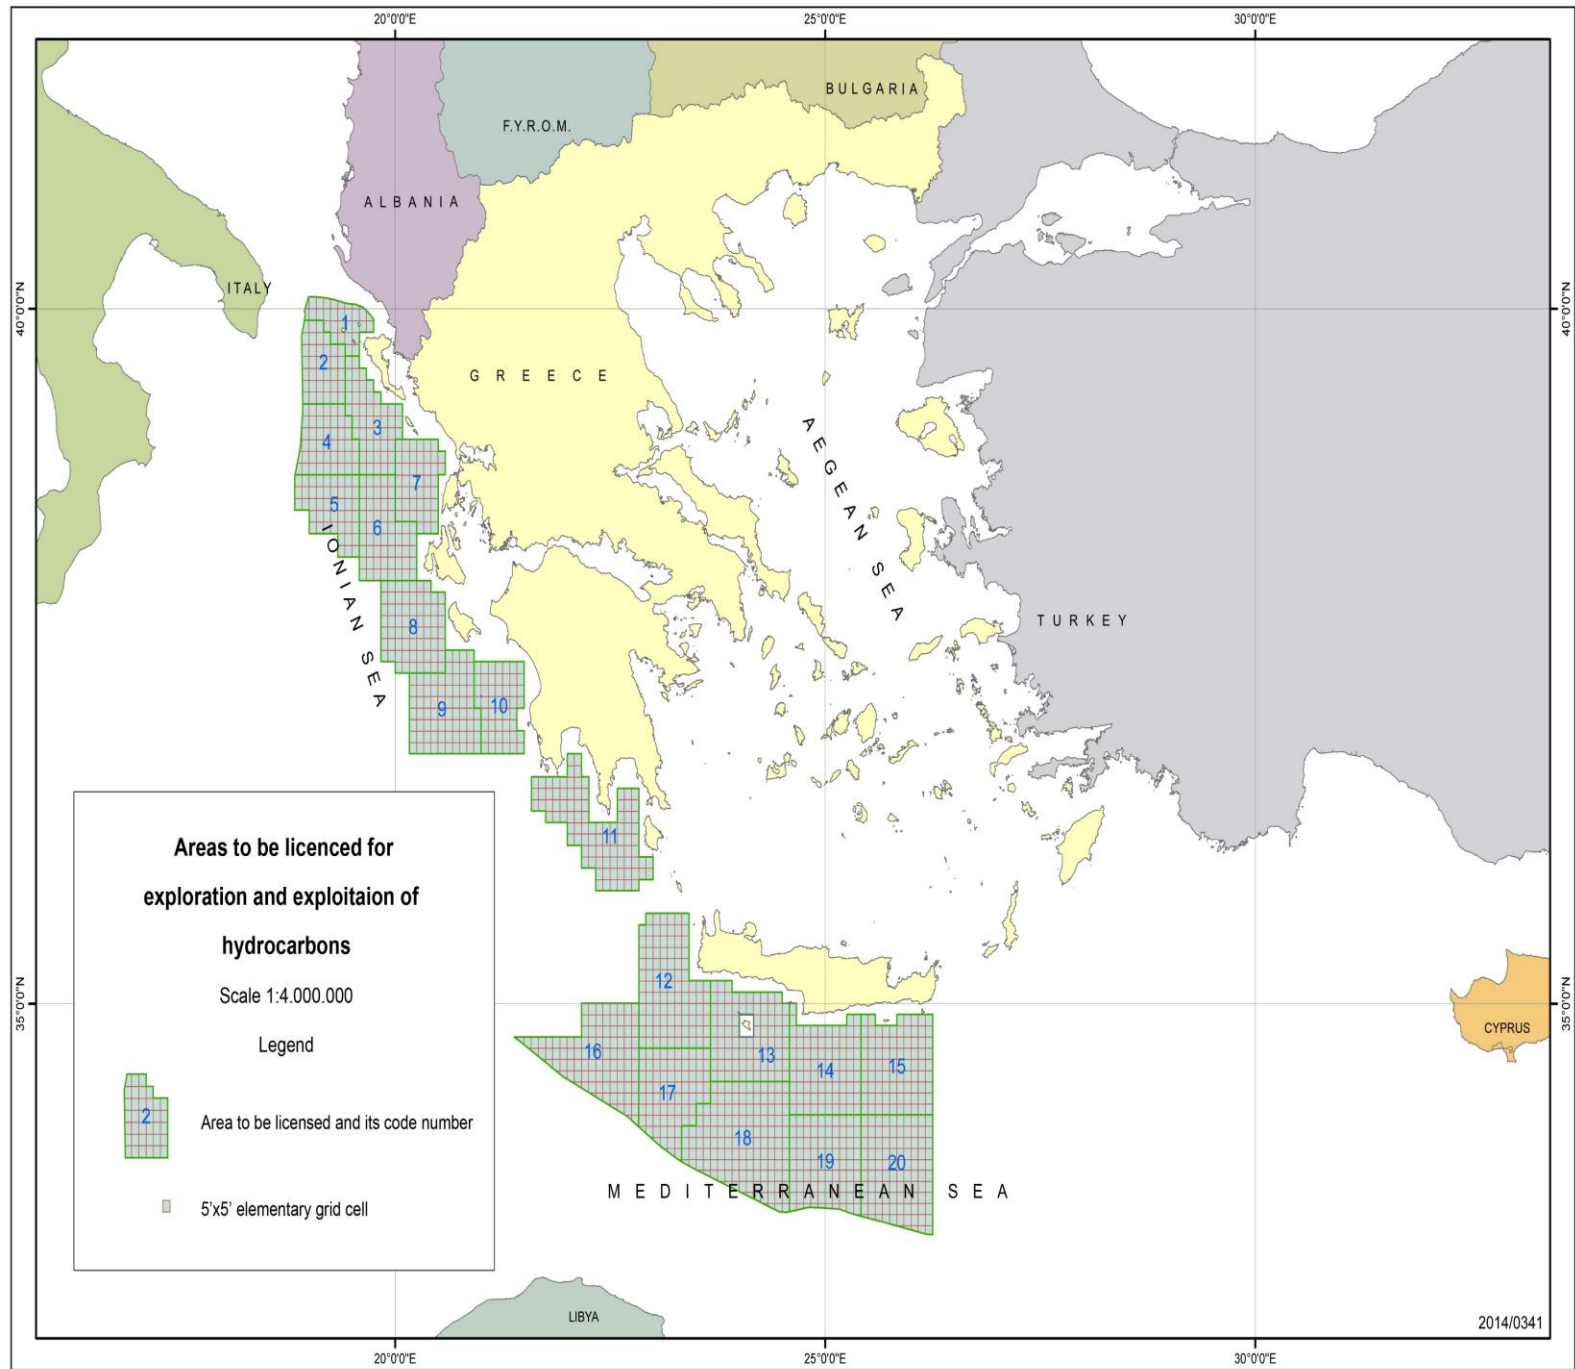 20°0'0"E
25°0'0"E
30°0'0"E
BULGARIA
F.Y.R.O.M.
ALBANIA
ITALY
40°0'0"N
40°0'0"N
1
2
GREECE
3
4
AEGEAN SEA
7
5
6
IONIAN SEA
8
TURKEY
9
10
11
Areas to be licenced for
exploration and exploitaion of
hydrocarbons
Scale 1:4.000.000
Legend
2
Area to be licensed and its code number
5'x5' elementary grid cell
12
35°0'0"N
35°0'0"N
CYPRUS
16
13
14
15
17
18
19
20
MEDITERRANEAN SEA
LIBYA
2014/0341
20°0'0"E
25°0'0"E
30°0'0"E